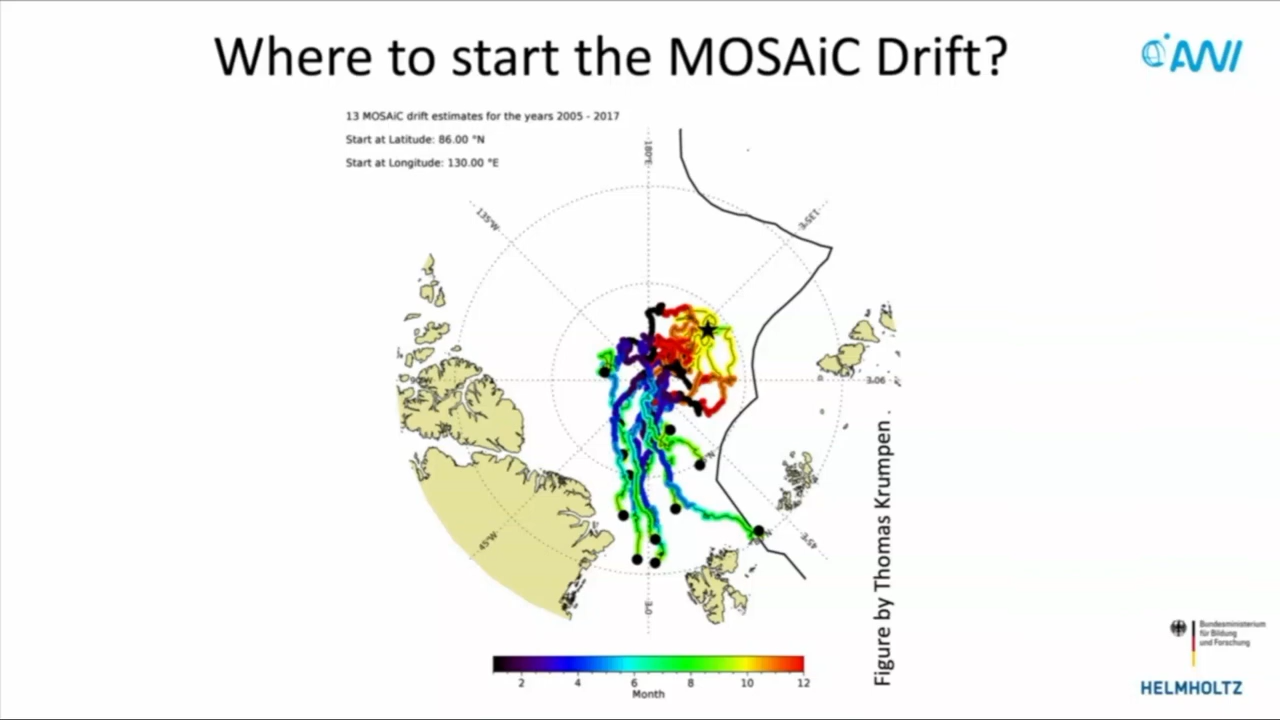 Where to start the MOSAiC Drift?
AWI
13 MOSAiC drift estimates for the years 2005 - 2017
Start at Latitude: 86.00 °N
Start at Longitude: 130.00 °E
180°E
135°W
135°E
45°W
45°E
0°E
2 4 6 8 10 12
Month
Figure by Thomas Krumpen .
Bundesministerium
für Bildung
und Forschung
HELMHOLTZ